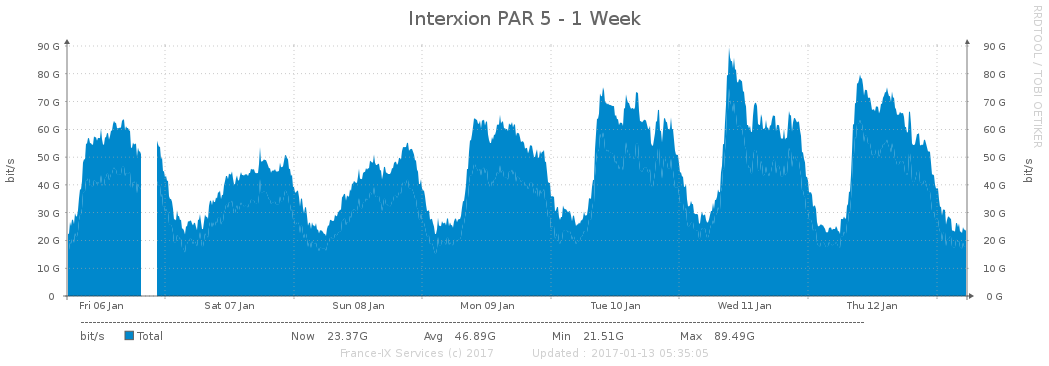 Interxion PAR 5 - 1 Week
RRDTOOL / TOBI OETIKER
90 G 90 G
80 G 80 G
70 G 70 G
60 G 60 G
50 G 50 G
40 G 40 G
30 G 30 G
20 G 20 G
10 G 10 G
0 0 G
bit/s
bit/s
Fri 06 Jan Sat 07 Jan Sun 08 Jan Mon 09 Jan Tue 10 Jan Wed 11 Jan Thu 12 Jan
bit/s Total Now 23.37G Avg 46.89G Min 21.51G Max 89.49G
France-IX Services (c) 2017 Updated : 2017-01-13 05:35:05